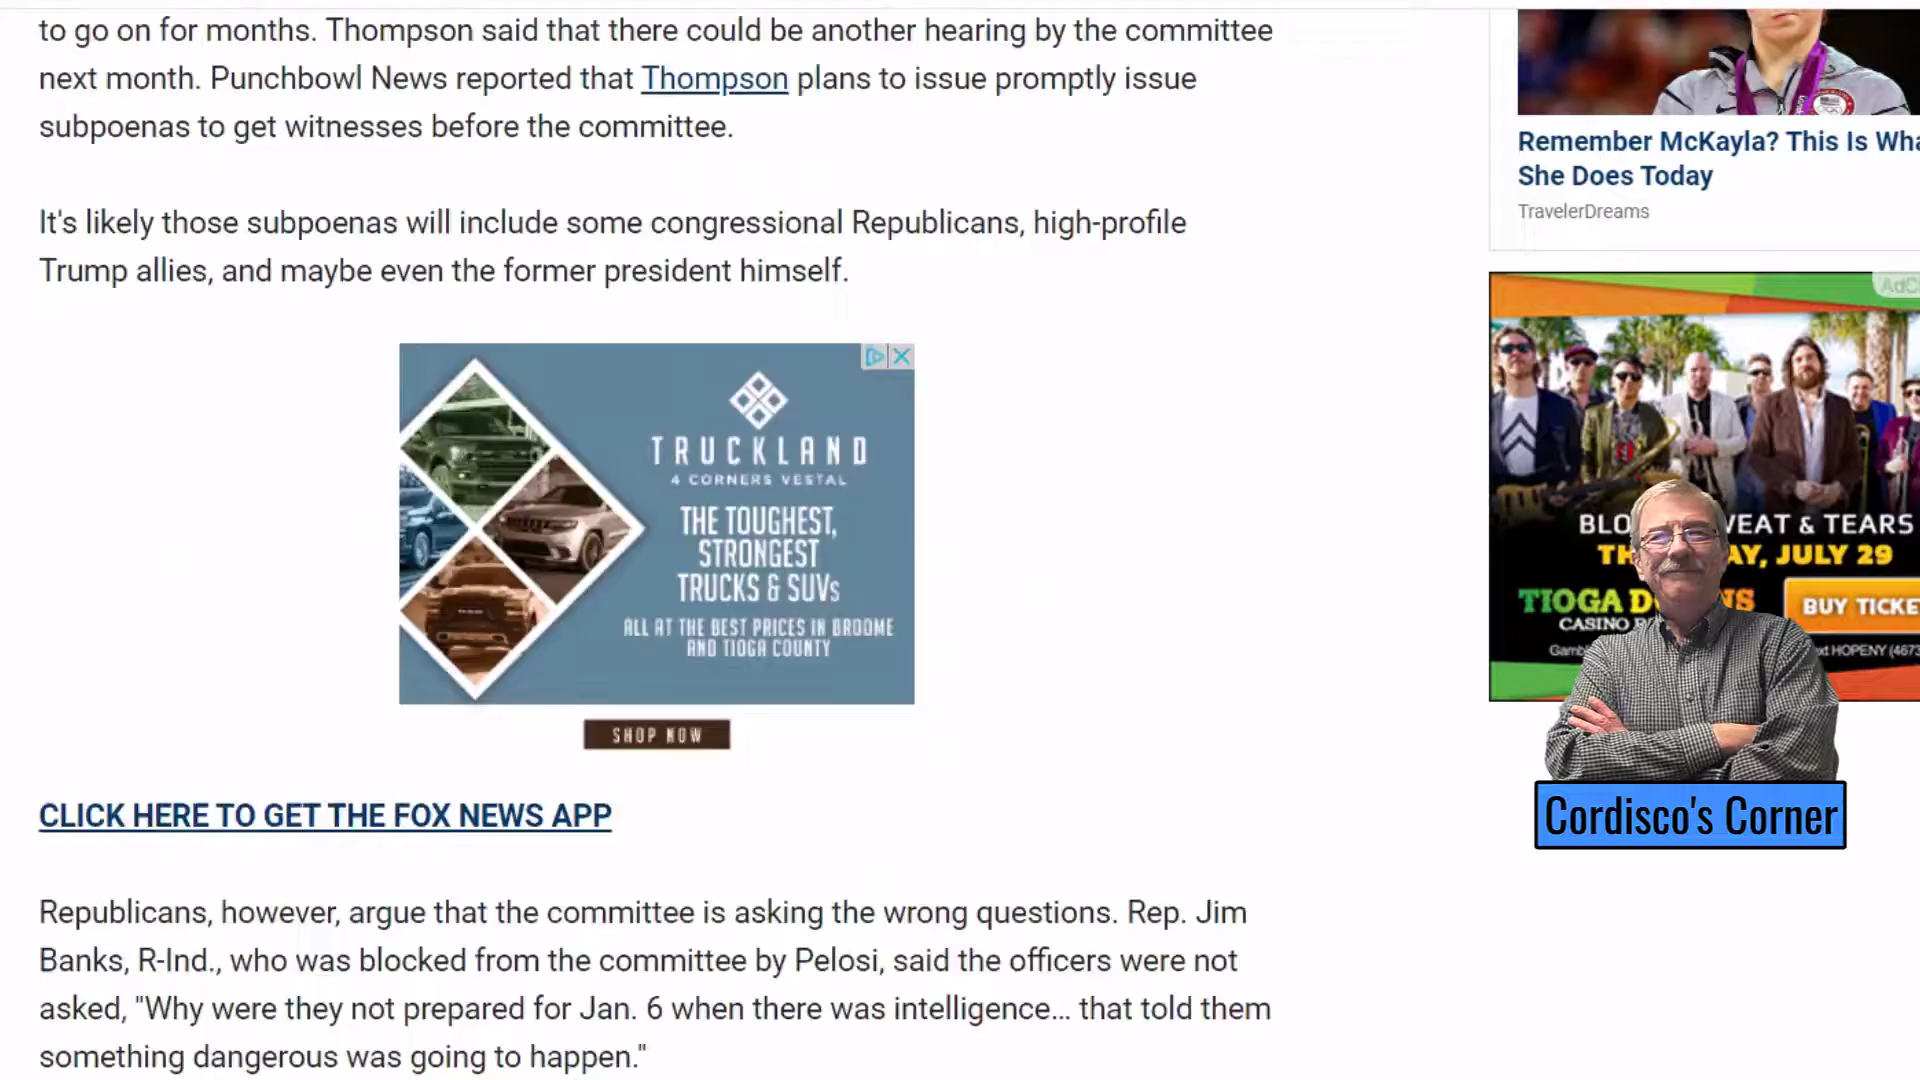 to go on for months. Thompson said that there could be another hearing by the committee
next month. Punchbowl News reported that Thompson plans to issue promptly issue
subpoenas to get witnesses before the committee.
It's likely those subpoenas will include some congressional Republicans, high-profile
Trump allies, and maybe even the former president himself.
TRUCKLAND
4 CORNERS VESTAL
THE TOUGHEST,
STRONGEST
TRUCKS & SUVs
ALL AT THE BEST PRICES IN BROOME
AND TIOGA COUNTY
SHOP NOW
CLICK HERE TO GET THE FOX NEWS APP
Republicans, however, argue that the committee is asking the wrong questions. Rep. Jim
Banks, R-Ind., who was blocked from the committee by Pelosi, said the officers were not
asked, "Why were they not prepared for Jan. 6 when there was intelligence... that told them
something dangerous was going to happen."
Remember McKayla? This Is Wha
She Does Today
TravelerDreams
AdC
BLO WEAT & TEARS
TH AY, JULY 29
TIOGA D NS
CASINO R
BUY TICKE
Gamb xt HOPENY (4673
Cordisco's Corner